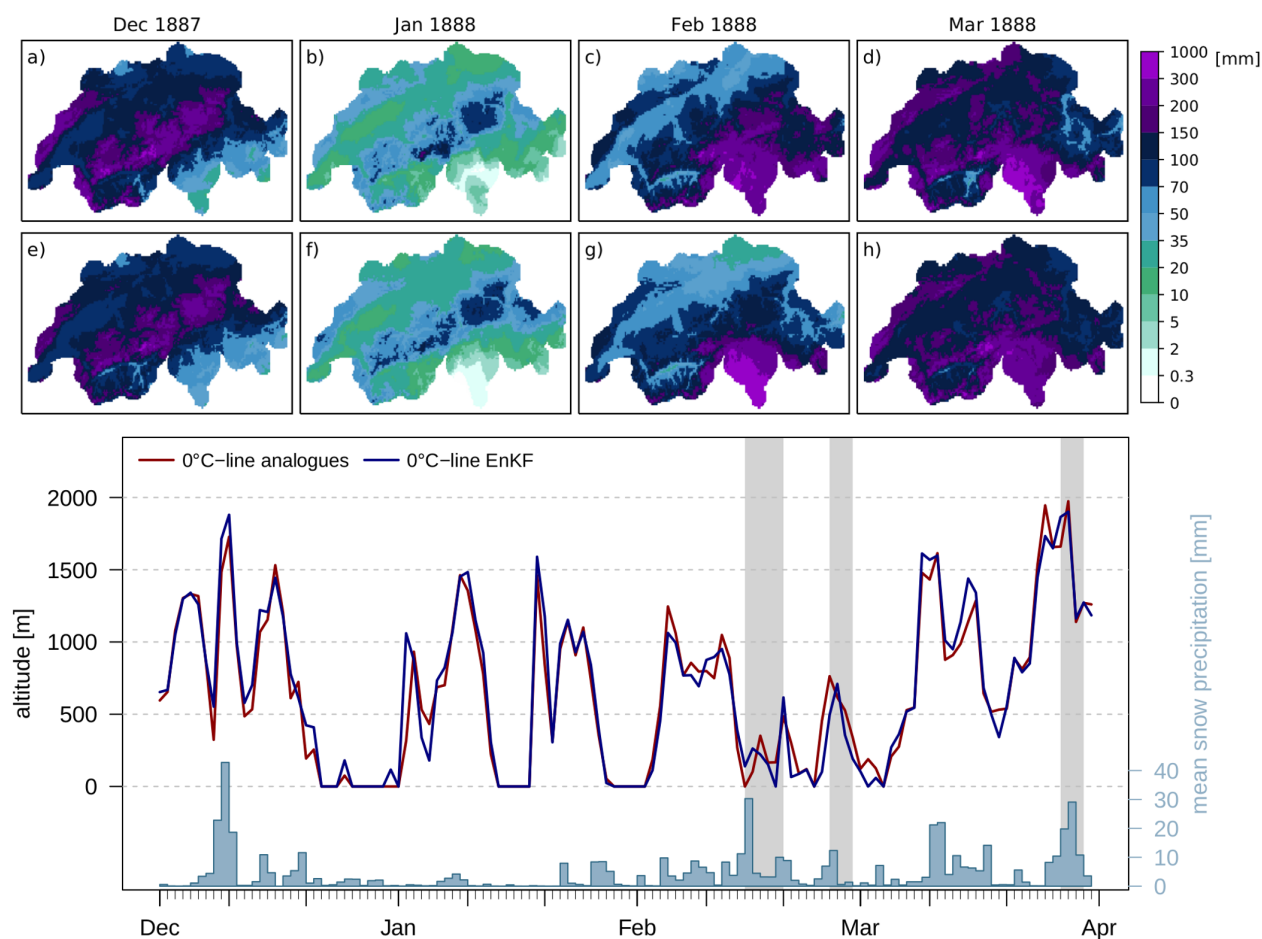 Dec 1887 Jan 1888 Feb 1888 Mar 1888
a) b) c) d)
1000 [mm]
300
200
150
100
70
50
35
20
10
5
2
0.3
0
e) f) g) h)
0°C−line analogues 0°C−line EnKF
2000
1500
1000
500
0
altitude [m]
40
30
20
10
0
mean snow precipitation [mm]
Dec Jan Feb Mar Apr